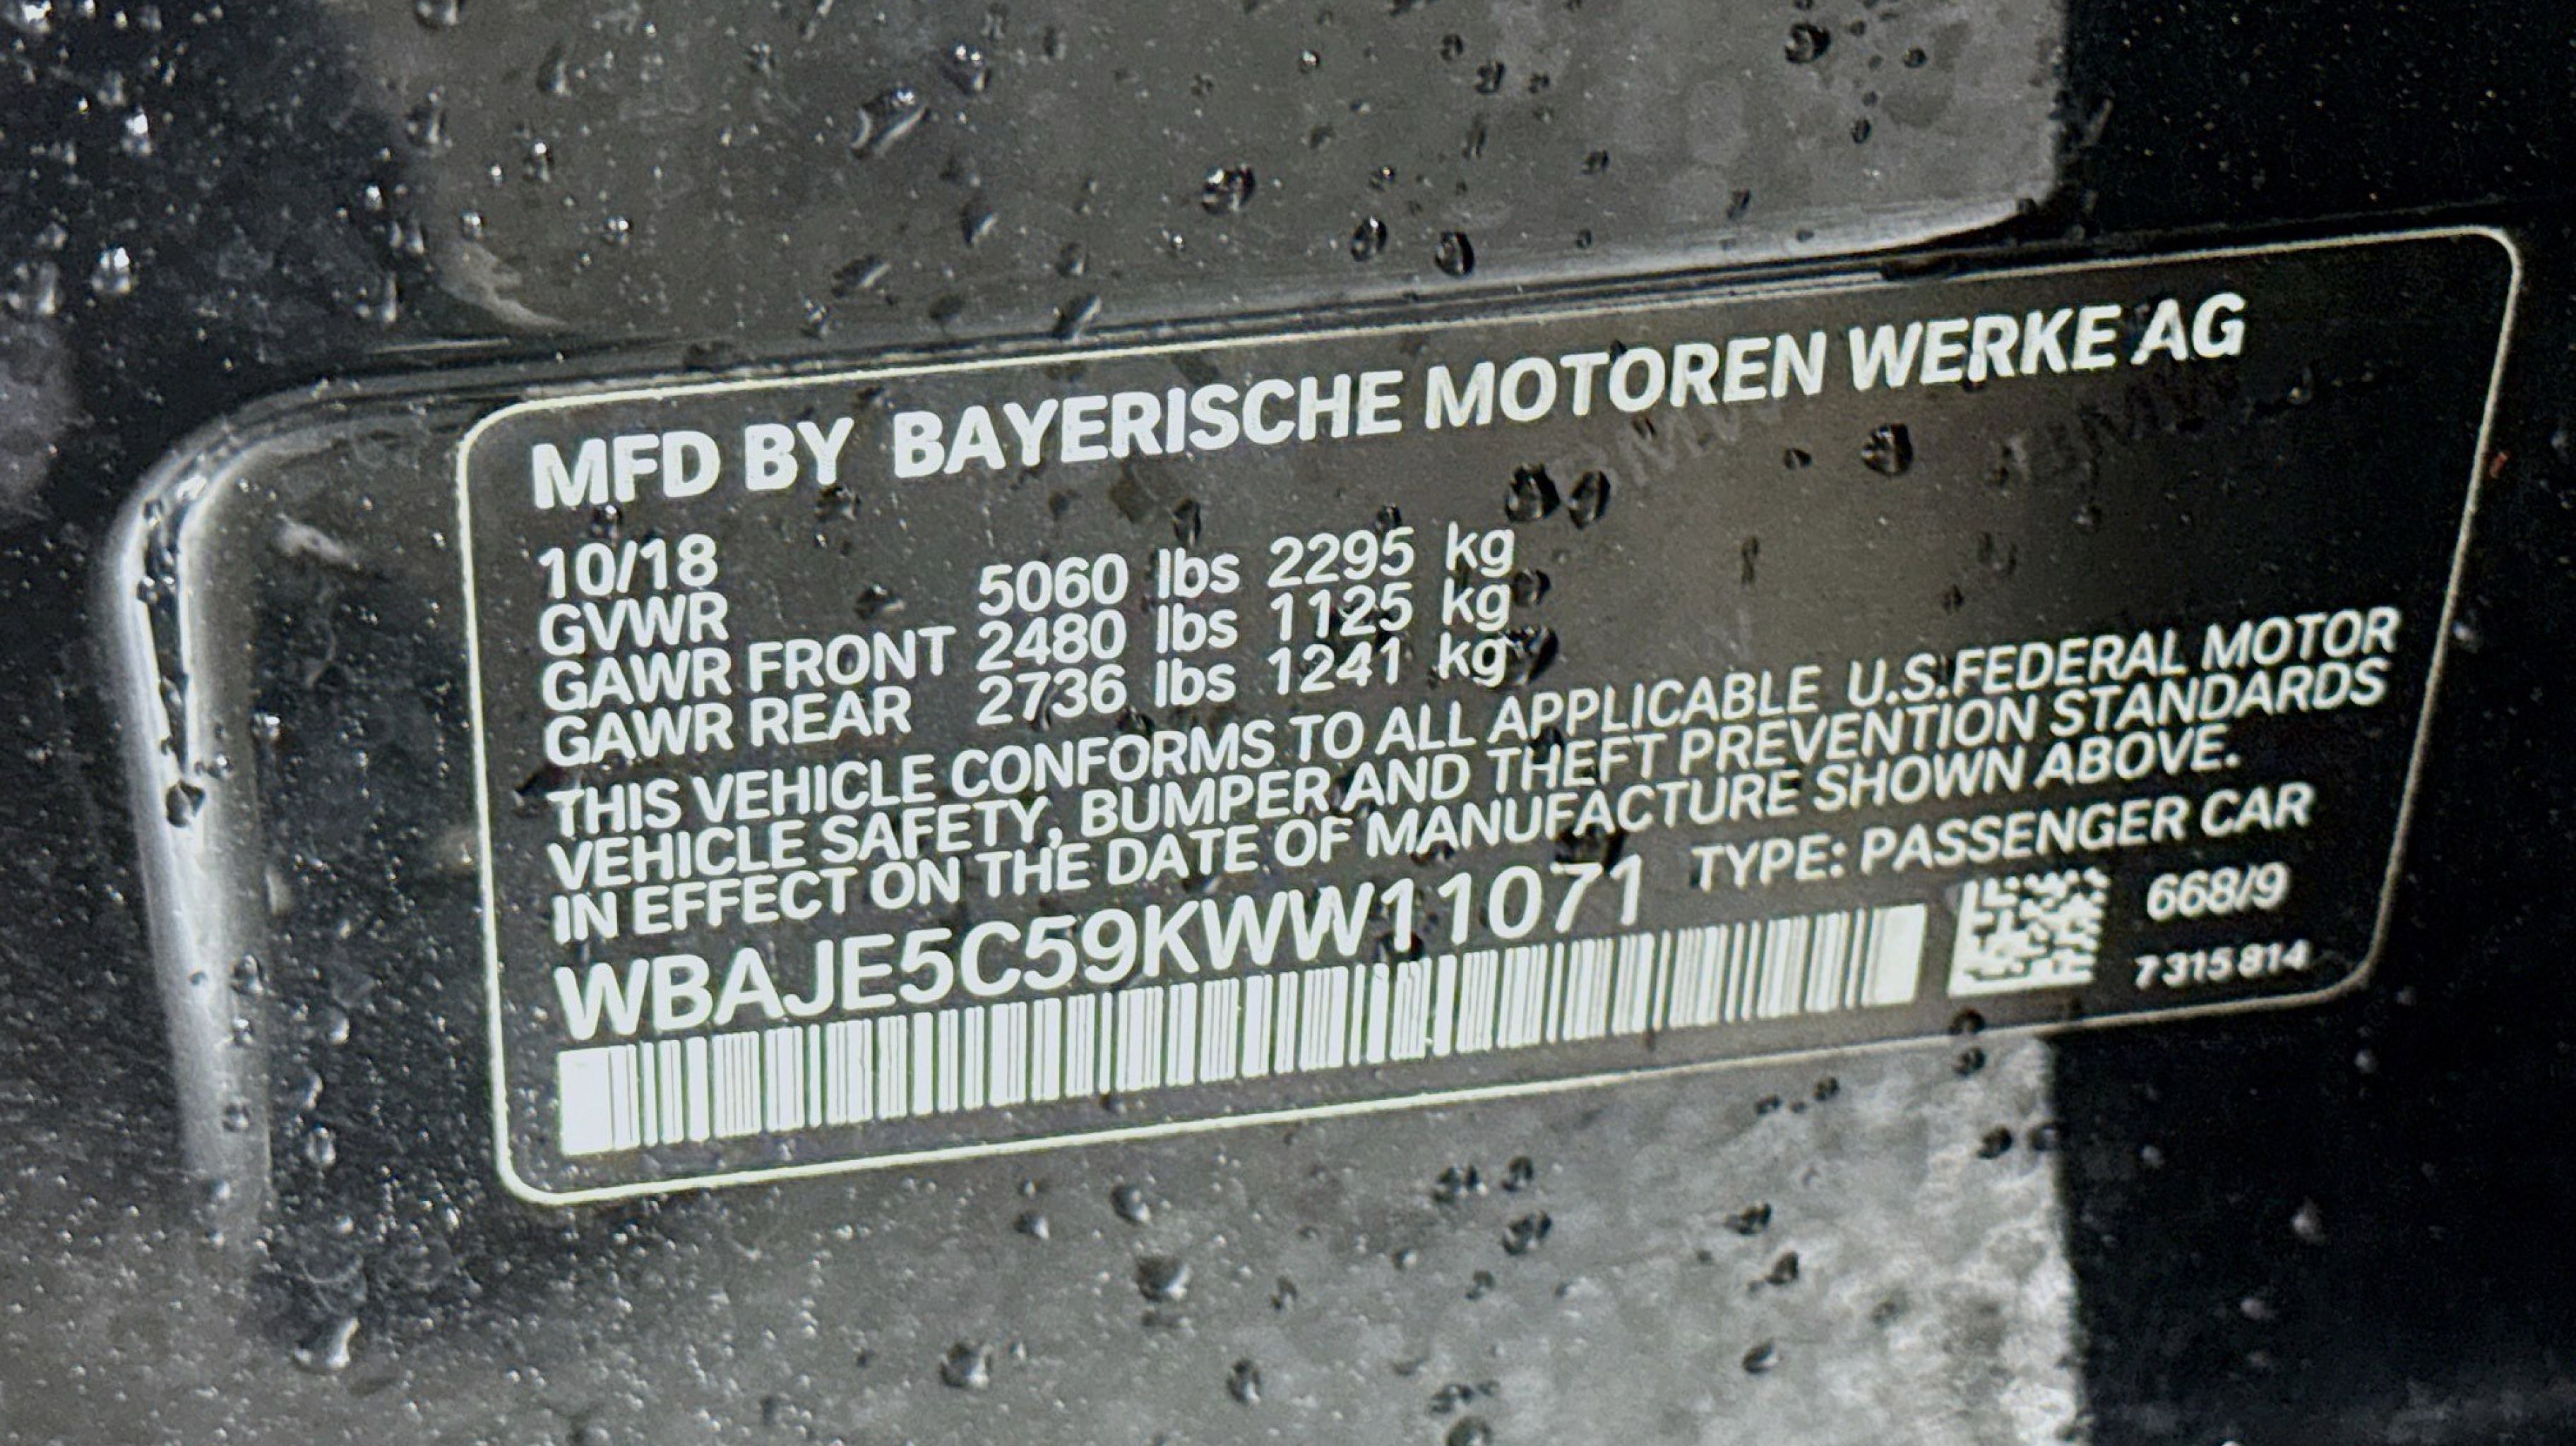 MFD BY BAYERISCHE MOTOREN WERKE AG
10/18
GVWR 5060 lbs 2295 kg
GAWR FRONT 2480 lbs 1125 kg
GAWR REAR 2736 lbs 1241 kg
THIS VEHICLE CONFORMS TO ALL APPLICABLE U.S.FEDERAL MOTOR
VEHICLE SAFETY, BUMPER AND THEFT PREVENTION STANDARDS
IN EFFECT ON THE DATE OF MANUFACTURE SHOWN ABOVE.
WBAJE5C59KWW11071 TYPE: PASSENGER CAR
668/9
7 315 814